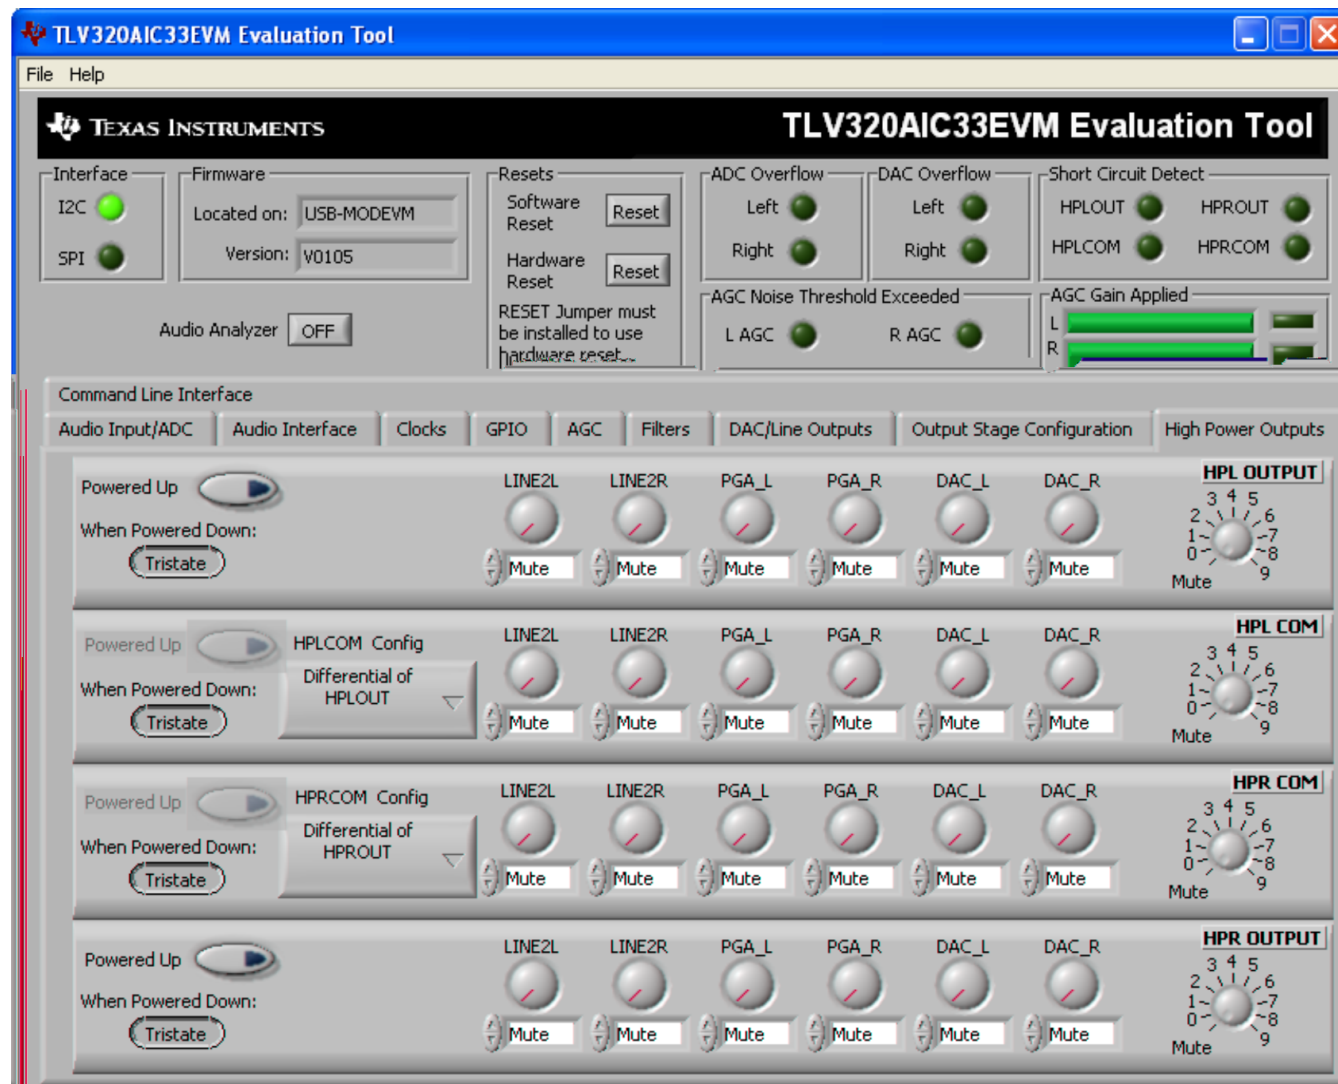 TLV320AIC33EVM Evaluation Tool
File Help
TEXAS INSTRUMENTS TLV320AIC33EVM Evaluation Tool
Interface
I2C
SPI
Firmware
Located on: USB-MODEVM
Version: V0105
Audio Analyzer OFF
Resets
Software
Reset
Reset
Hardware
Reset
Reset
RESET Jumper must
be installed to use
hardware reset.
ADC Overflow
Left
Right
DAC Overflow
Left
Right
Short Circuit Detect
HPLOUT HPROUT
HPLCOM HPRCOM
AGC Noise Threshold Exceeded
L AGC R AGC
AGC Gain Applied
L
R
Command Line Interface
Audio Input/ADC Audio Interface Clocks GPIO AGC Filters DAC/Line Outputs Output Stage Configuration High Power Outputs
Powered Up
When Powered Down:
Tristate
LINE2L LINE2R PGA_L PGA_R DAC_L DAC_R
Mute Mute Mute Mute Mute Mute
HPL OUTPUT
3 4 5
2 6
1 7
0 8
Mute 9
Powered Up
When Powered Down:
Tristate
HPLCOM Config
Differential of
HPLOUT
LINE2L LINE2R PGA_L PGA_R DAC_L DAC_R
Mute Mute Mute Mute Mute Mute
HPL COM
3 4 5
2 6
1 7
0 8
Mute 9
Powered Up
When Powered Down:
Tristate
HPRCOM Config
Differential of
HPROUT
LINE2L LINE2R PGA_L PGA_R DAC_L DAC_R
Mute Mute Mute Mute Mute Mute
HPR COM
3 4 5
2 6
1 7
0 8
Mute 9
Powered Up
When Powered Down:
Tristate
LINE2L LINE2R PGA_L PGA_R DAC_L DAC_R
Mute Mute Mute Mute Mute Mute
HPR OUTPUT
3 4 5
2 6
1 7
0 8
Mute 9